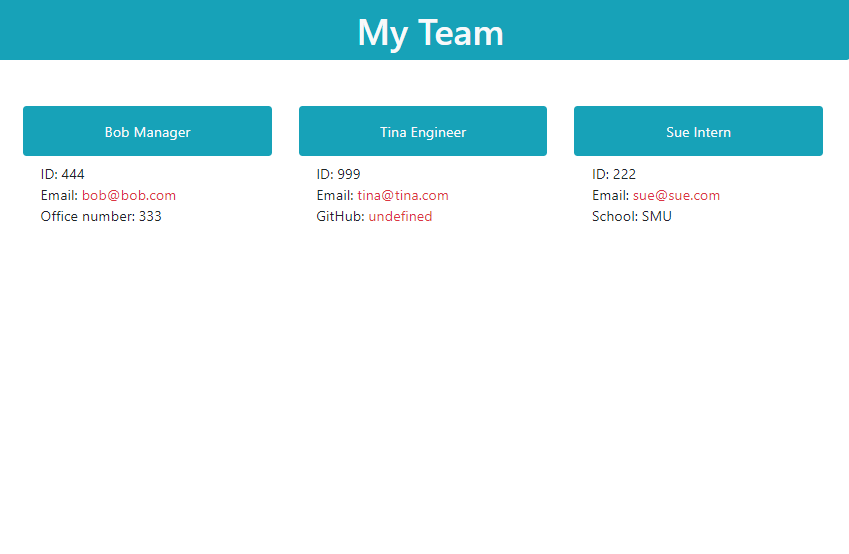 My Team
Bob Manager
ID: 444
Email: bob@bob.com
Office number: 333
Tina Engineer
ID: 999
Email: tina@tina.com
GitHub: undefined
Sue Intern
ID: 222
Email: sue@sue.com
School: SMU